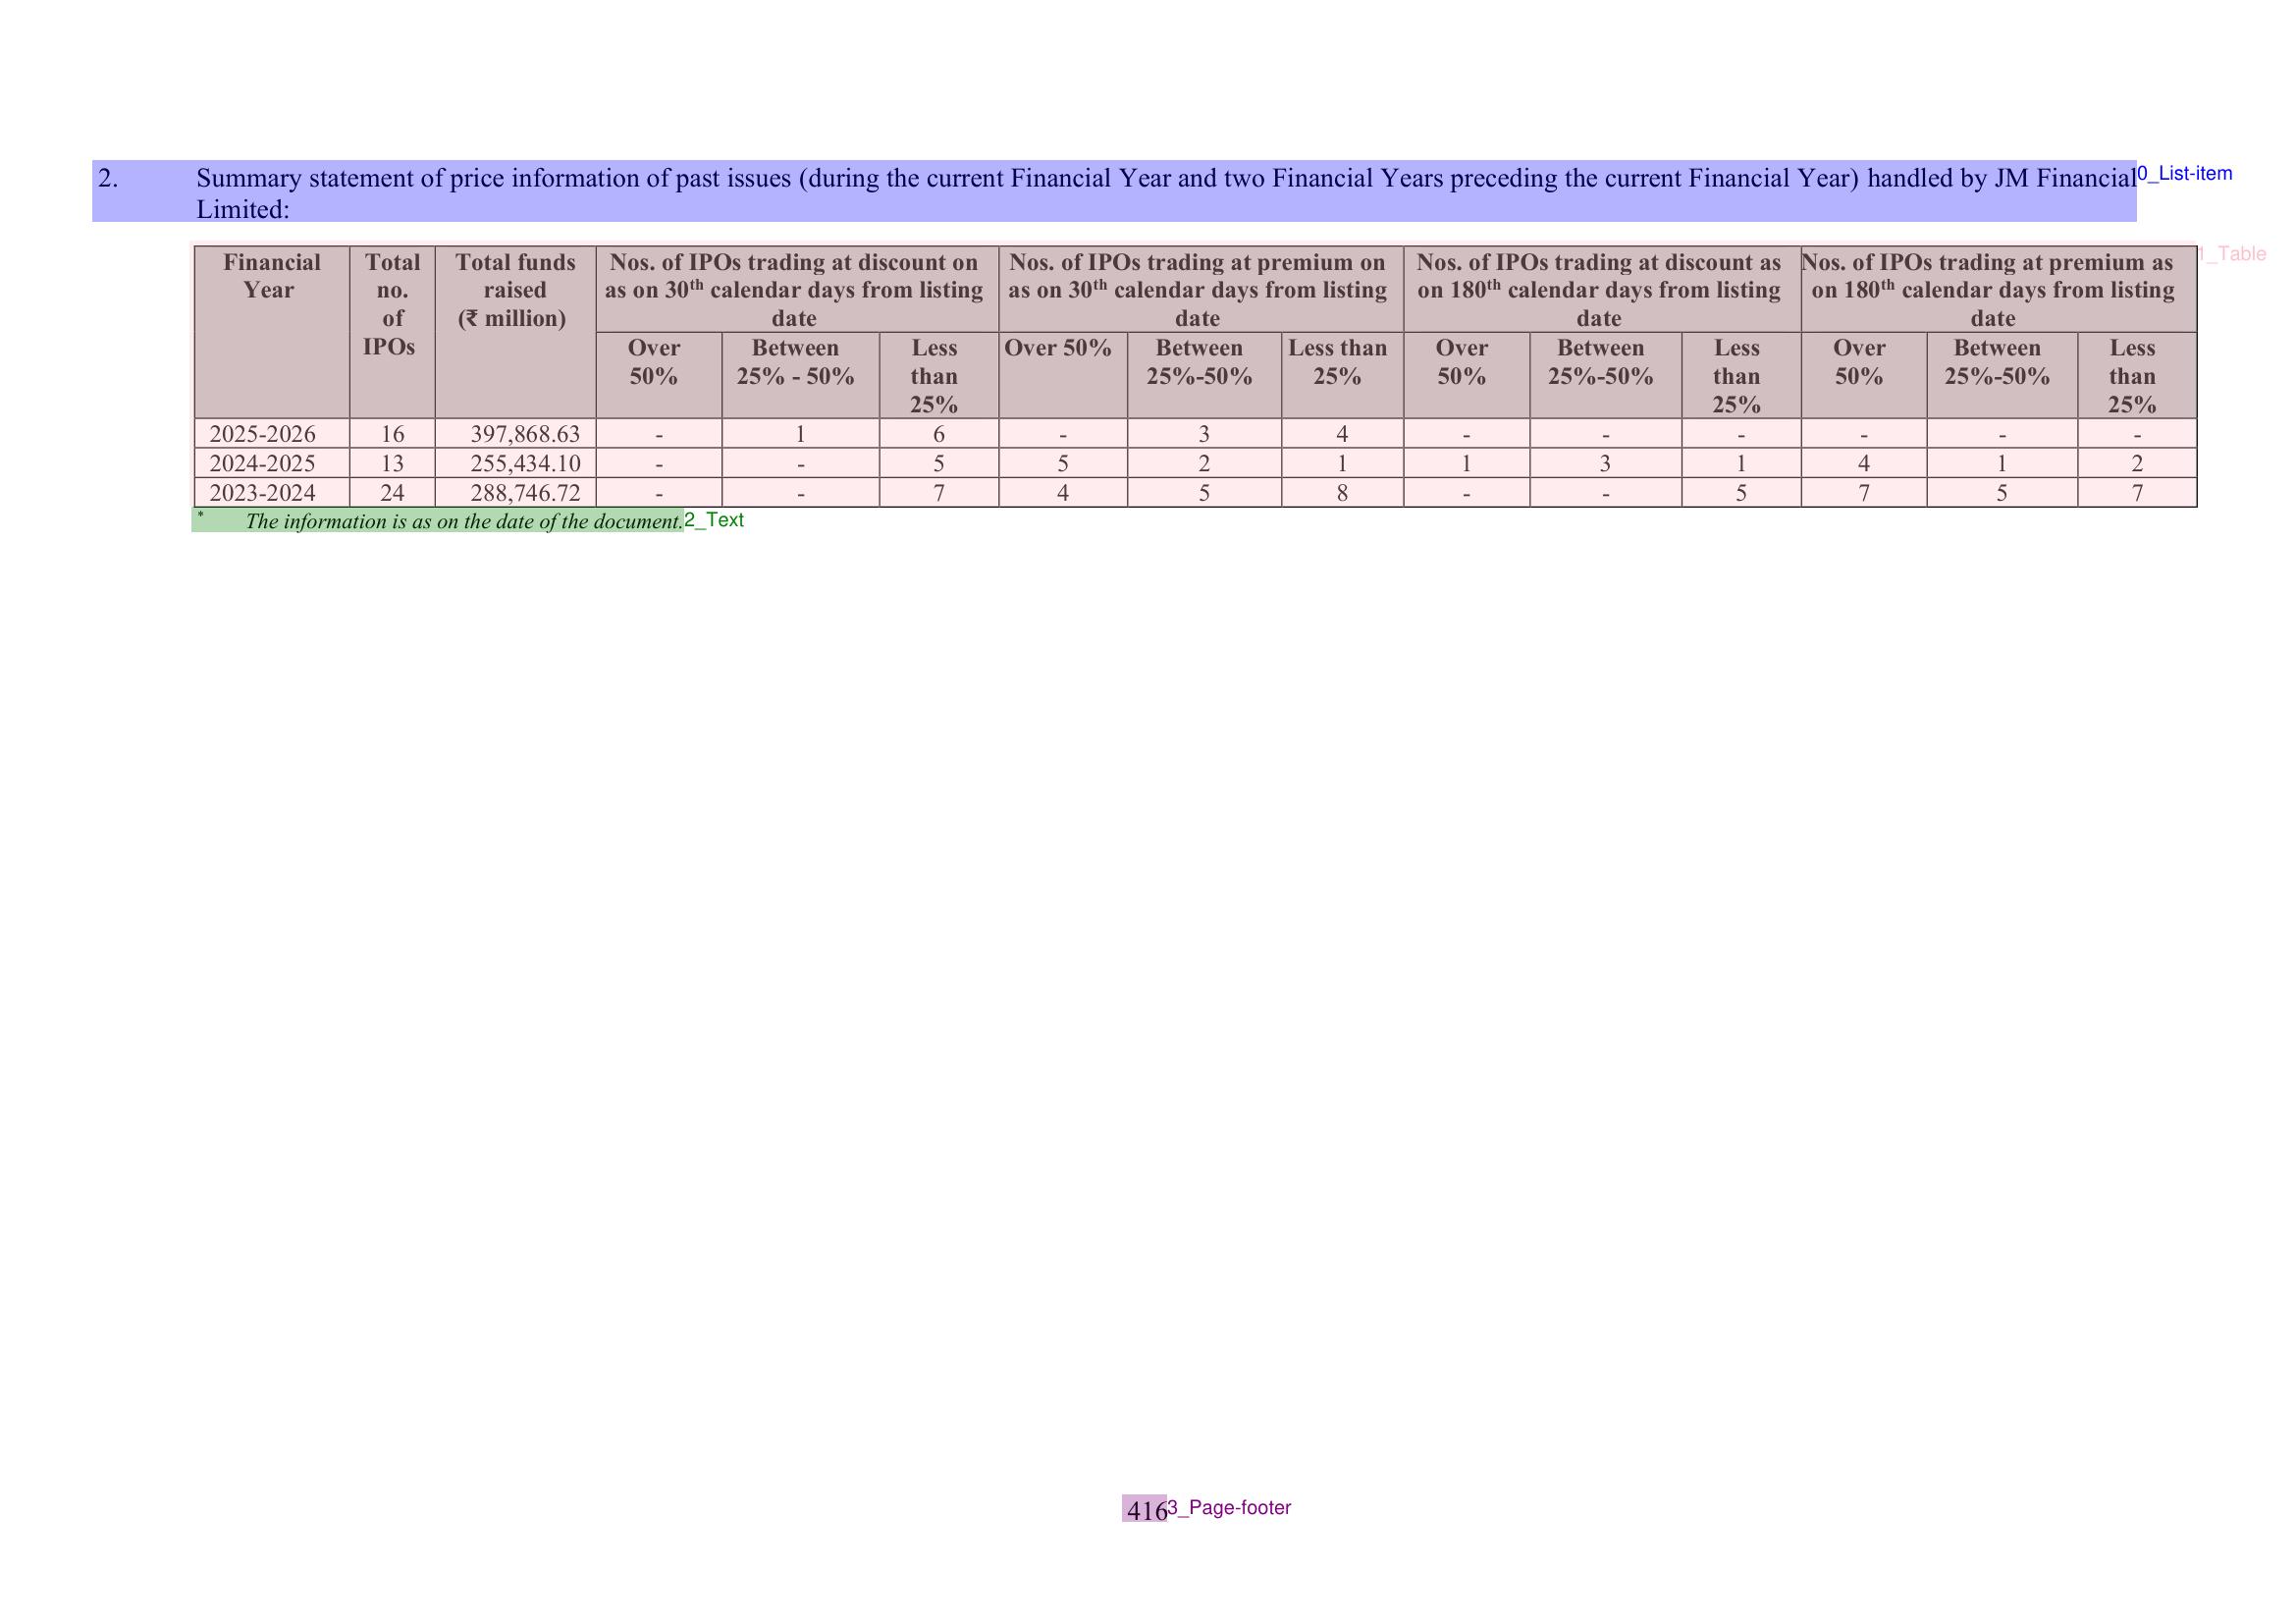 2. Summary statement of price information of past issues (during the current Financial Year and two Financial Years preceding the current Financial Year) handled by JM Financial 0_List-item
Limited:
1_Table
Financial Year | Total no. of IPOs | Total funds raised (₹ million) | Nos. of IPOs trading at discount on as on 30th calendar days from listing date | Nos. of IPOs trading at premium on as on 30th calendar days from listing date | Nos. of IPOs trading at discount as on 180th calendar days from listing date | Nos. of IPOs trading at premium as on 180th calendar days from listing date
Over 50% | Between 25% - 50% | Less than 25% | Over 50% | Between 25%-50% | Less than 25% | Over 50% | Between 25%-50% | Less than 25% | Over 50% | Between 25%-50% | Less than 25%
2025-2026 | 16 | 397,868.63 | - | 1 | 6 | - | 3 | 4 | - | - | - | - | - | -
2024-2025 | 13 | 255,434.10 | - | - | 5 | 5 | 2 | 1 | 1 | 3 | 1 | 4 | 1 | 2
2023-2024 | 24 | 288,746.72 | - | - | 7 | 4 | 5 | 8 | - | - | 5 | 7 | 5 | 7
* The information is as on the date of the document. 2_Text
416 3_Page-footer